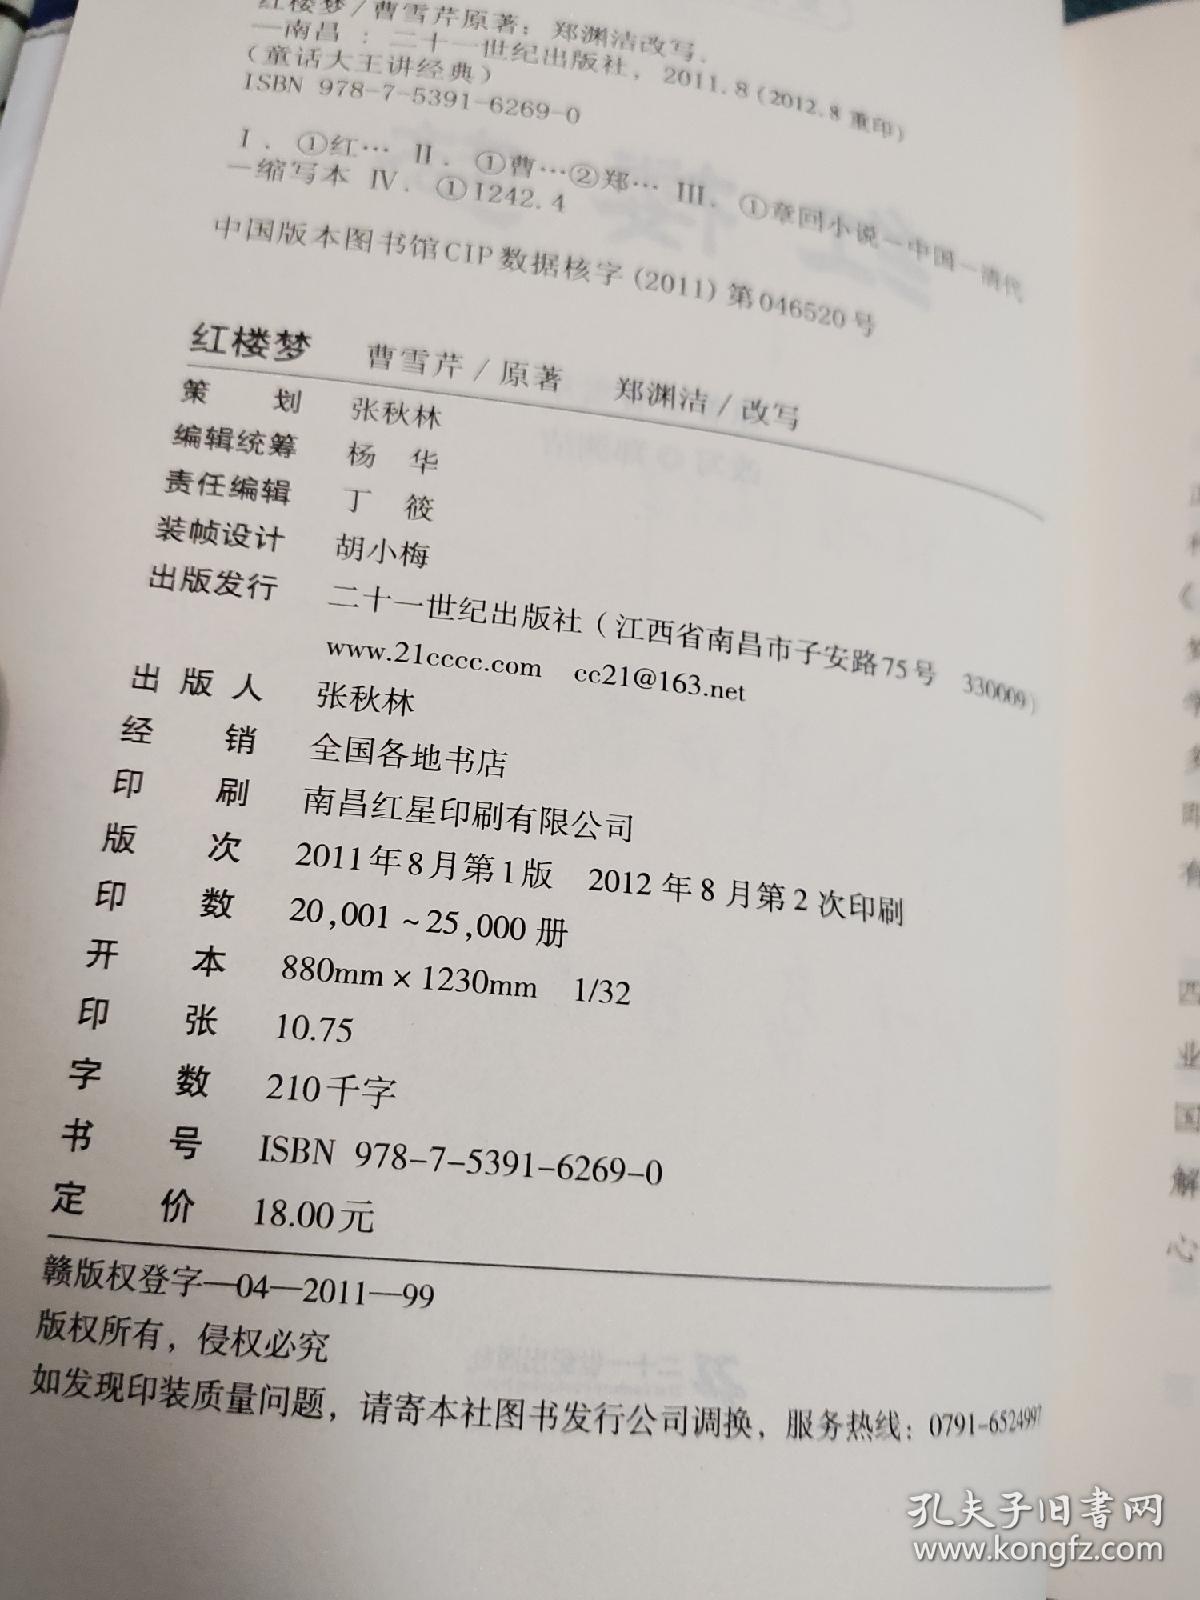 红楼梦/曹雪芹原著；郑渊洁改写.
—南昌：二十一世纪出版社，2011.8(2012.8重印)
(童话大王讲经典)
ISBN 978-7-5391-6269-0
Ⅰ．①红… Ⅱ．①曹…②郑… Ⅲ．①章回小说—中国—清代
—缩写本 Ⅳ．①I242.4
中国版本图书馆CIP数据核字(2011)第046520号
红楼梦 曹雪芹/原著 郑渊洁/改写
策 划 张秋林
编辑统筹 杨 华
责任编辑 丁 筱
装帧设计 胡小梅
出版发行 二十一世纪出版社(江西省南昌市子安路75号 330009)
www.21cccc.com cc21@163.net
出 版 人 张秋林
经 销 全国各地书店
印 刷 南昌红星印刷有限公司
版 次 2011年8月第1版 2012年8月第2次印刷
印 数 20,001~25,000册
开 本 880mm×1230mm 1/32
印 张 10.75
字 数 210千字
书 号 ISBN 978-7-5391-6269-0
定 价 18.00元
赣版权登字—04—2011—99
版权所有，侵权必究
如发现印装质量问题，请寄本社图书发行公司调换，服务热线：0791-6524997
四
业
国
解
心
孔夫子旧书网
www.kongfz.com